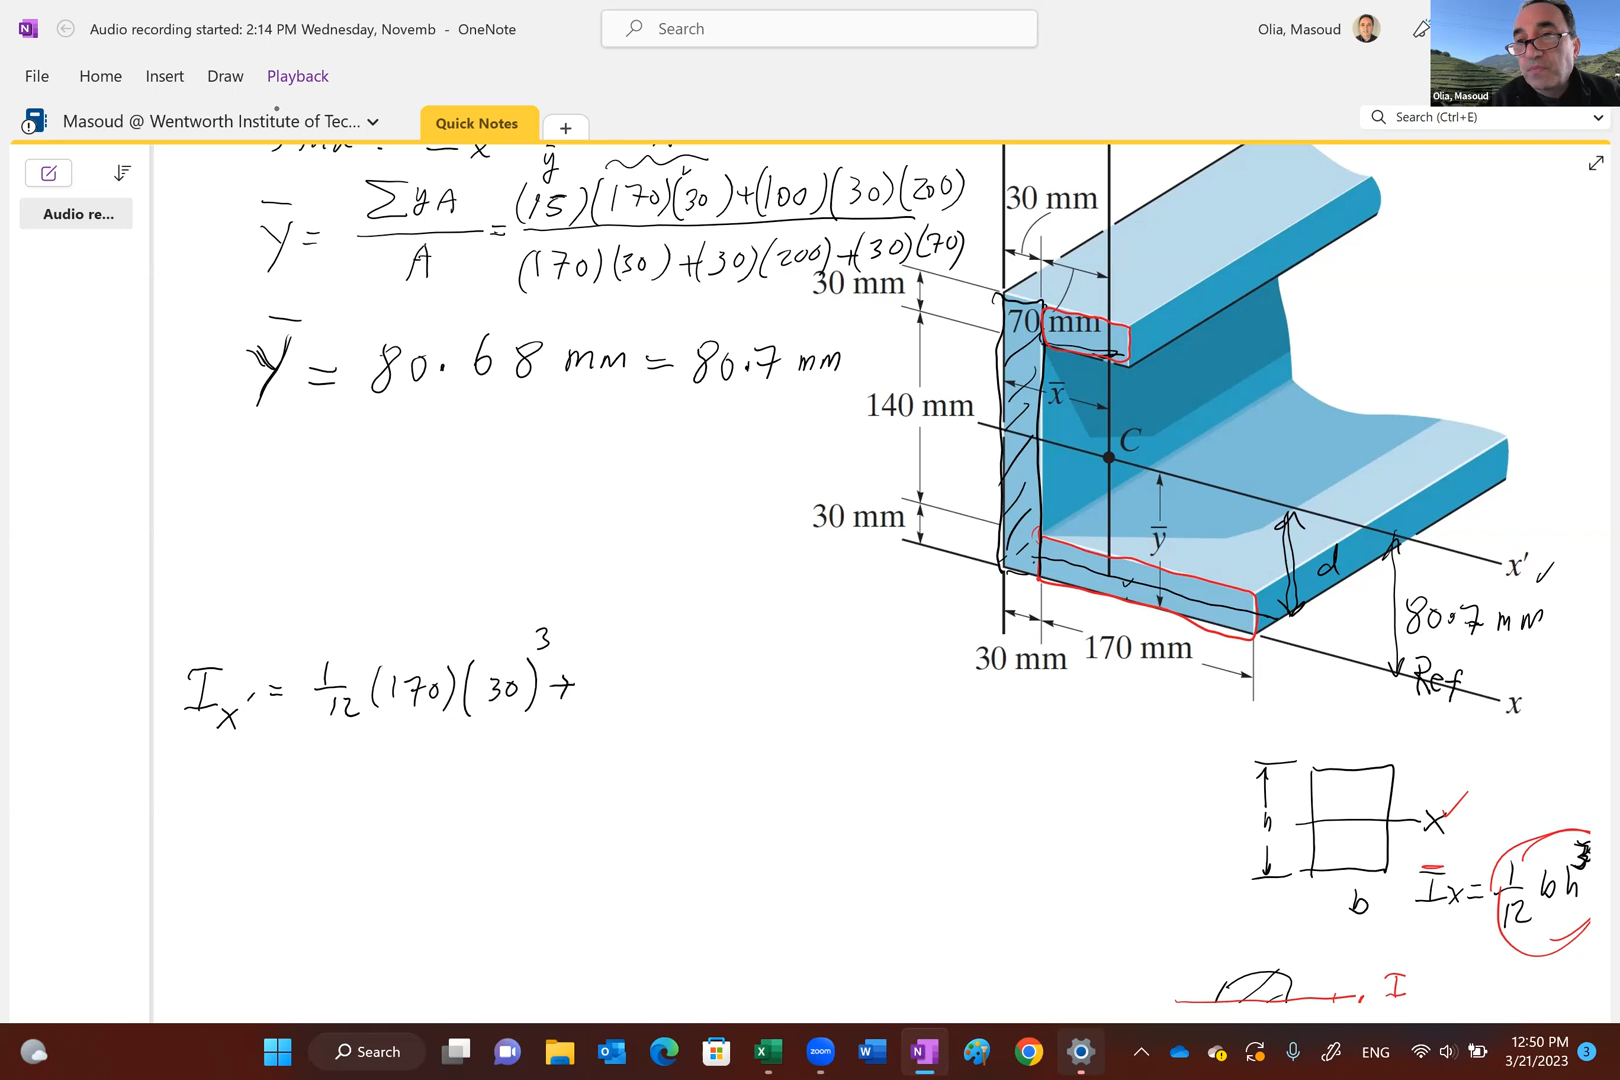 Audio recording started: 2:14 PM Wednesday, Novemb - OneNote
Search
Olia, Masoud
Olia, Masoud
File Home Insert Draw Playback
Masoud @ Wentworth Institute of Tec...
Quick Notes
+
Search (Ctrl+E)
Audio re...
x ȳ
Y̅ = ΣyA / A = (15)(170)(30)+(100)(30)(200) / (170)(30)+(30)(200)+(30)(70)
Y̅ = 80.68 mm = 80.7 mm
30 mm
30 mm
70 mm
x̅
140 mm
C
30 mm
y̅
d
x′ ✓
80.7 mm
30 mm
170 mm
Ref
x
I x′ = 1/12 (170)(30)³ +
h
X ✓
b
I̅x = 1/12 bh³
I
Search
zoom
ENG
12:50 PM
3/21/2023
3